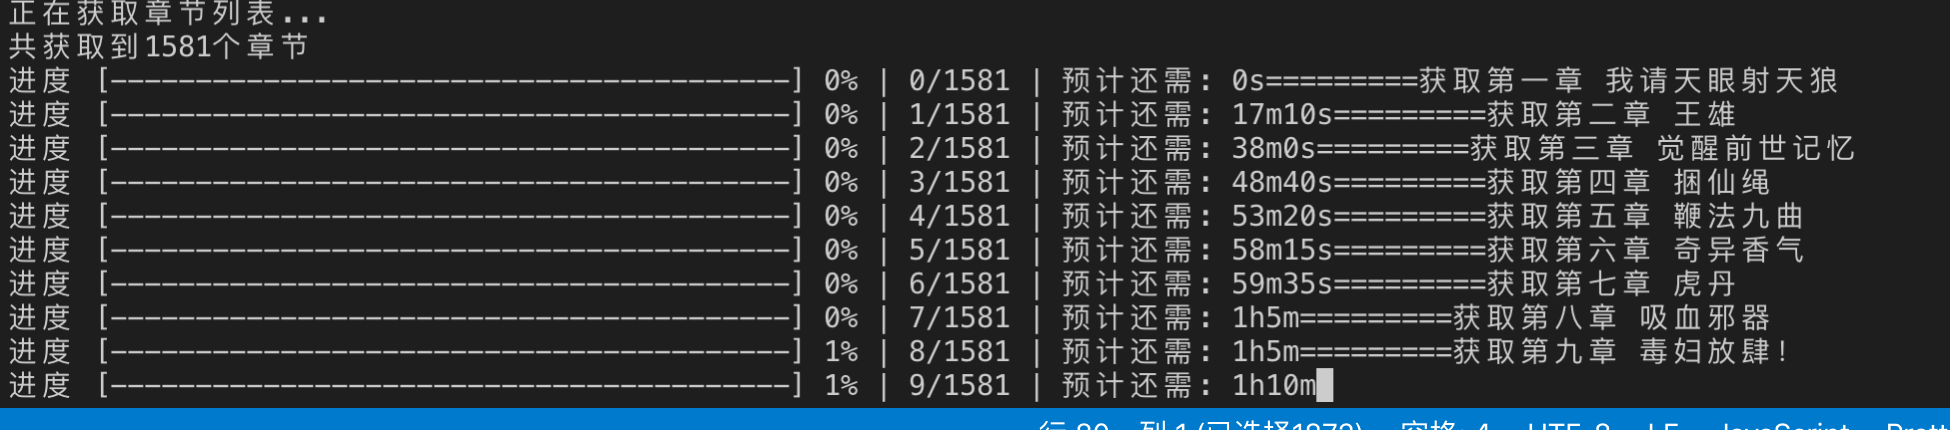 正在获取章节列表...
共获取到1581个章节
进度 [----------------------------------------] 0% | 0/1581 | 预计还需: 0s=========获取第一章 我请天眼射天狼
进度 [----------------------------------------] 0% | 1/1581 | 预计还需: 17m10s=========获取第二章 王雄
进度 [----------------------------------------] 0% | 2/1581 | 预计还需: 38m0s=========获取第三章 觉醒前世记忆
进度 [----------------------------------------] 0% | 3/1581 | 预计还需: 48m40s=========获取第四章 捆仙绳
进度 [----------------------------------------] 0% | 4/1581 | 预计还需: 53m20s=========获取第五章 鞭法九曲
进度 [----------------------------------------] 0% | 5/1581 | 预计还需: 58m15s=========获取第六章 奇异香气
进度 [----------------------------------------] 0% | 6/1581 | 预计还需: 59m35s=========获取第七章 虎丹
进度 [----------------------------------------] 0% | 7/1581 | 预计还需: 1h5m=========获取第八章 吸血邪器
进度 [----------------------------------------] 1% | 8/1581 | 预计还需: 1h5m=========获取第九章 毒妇放肆!
进度 [----------------------------------------] 1% | 9/1581 | 预计还需: 1h10m